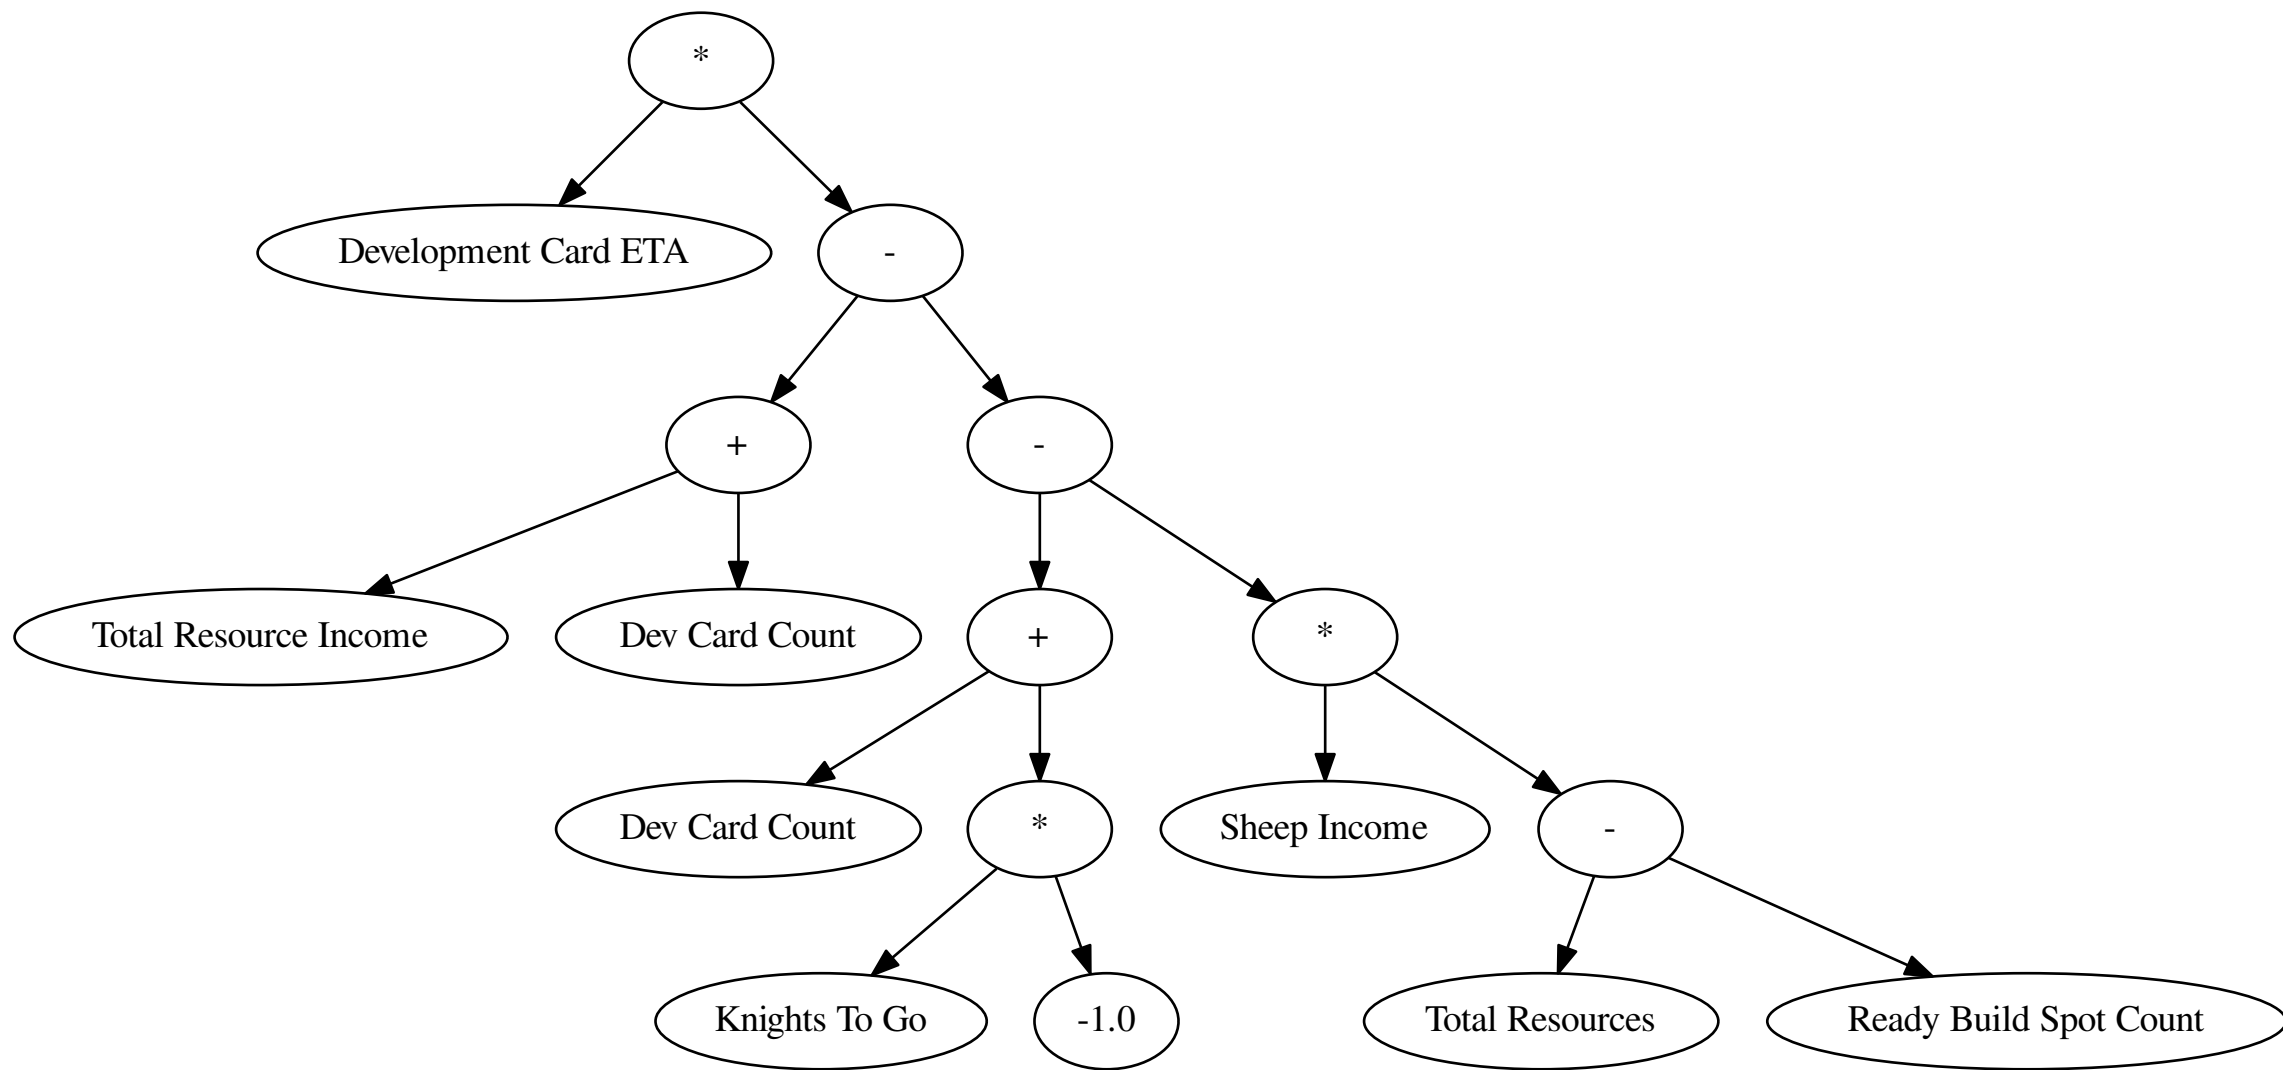 *
Development Card ETA
-
+
-
Total Resource Income
Dev Card Count
+
*
Dev Card Count
*
Sheep Income
-
Knights To Go
-1.0
Total Resources
Ready Build Spot Count